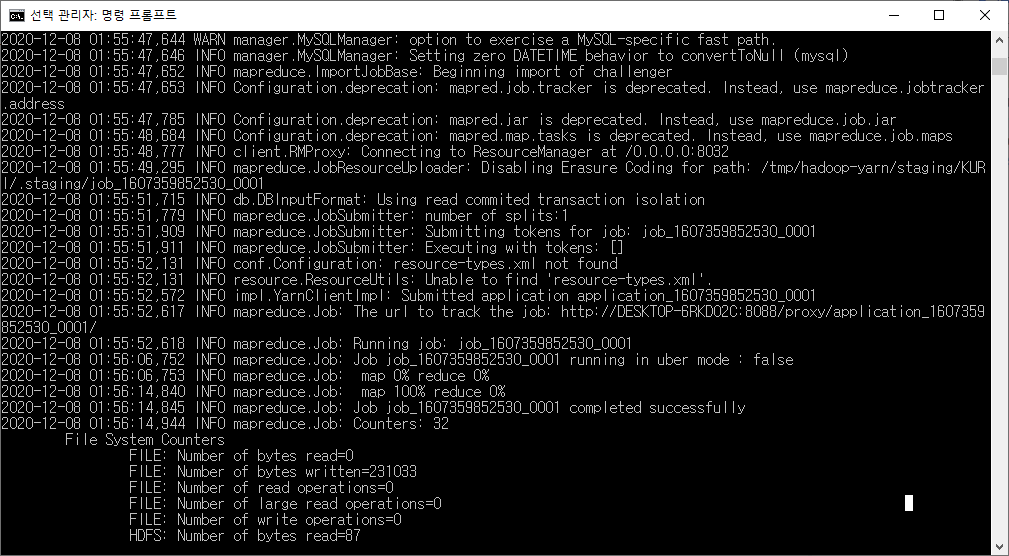 선택 관리자: 명령 프롬프트
2020-12-08 01:55:47,644 WARN manager.MySQLManager: option to exercise a MySQL-specific fast path.
2020-12-08 01:55:47,646 INFO manager.MySQLManager: Setting zero DATETIME behavior to convertToNull (mysql)
2020-12-08 01:55:47,652 INFO mapreduce.ImportJobBase: Beginning import of challenger
2020-12-08 01:55:47,653 INFO Configuration.deprecation: mapred.job.tracker is deprecated. Instead, use mapreduce.jobtracker
.address
2020-12-08 01:55:47,785 INFO Configuration.deprecation: mapred.jar is deprecated. Instead, use mapreduce.job.jar
2020-12-08 01:55:48,684 INFO Configuration.deprecation: mapred.map.tasks is deprecated. Instead, use mapreduce.job.maps
2020-12-08 01:55:48,777 INFO client.RMProxy: Connecting to ResourceManager at /0.0.0.0:8032
2020-12-08 01:55:49,295 INFO mapreduce.JobResourceUploader: Disabling Erasure Coding for path: /tmp/hadoop-yarn/staging/KUR
I/.staging/job_1607359852530_0001
2020-12-08 01:55:51,715 INFO db.DBInputFormat: Using read commited transaction isolation
2020-12-08 01:55:51,779 INFO mapreduce.JobSubmitter: number of splits:1
2020-12-08 01:55:51,909 INFO mapreduce.JobSubmitter: Submitting tokens for job: job_1607359852530_0001
2020-12-08 01:55:51,911 INFO mapreduce.JobSubmitter: Executing with tokens: []
2020-12-08 01:55:52,131 INFO conf.Configuration: resource-types.xml not found
2020-12-08 01:55:52,131 INFO resource.ResourceUtils: Unable to find 'resource-types.xml'.
2020-12-08 01:55:52,572 INFO impl.YarnClientImpl: Submitted application application_1607359852530_0001
2020-12-08 01:55:52,617 INFO mapreduce.Job: The url to track the job: http://DESKTOP-6RKD02C:8088/proxy/application_1607359
852530_0001/
2020-12-08 01:55:52,618 INFO mapreduce.Job: Running job: job_1607359852530_0001
2020-12-08 01:56:06,752 INFO mapreduce.Job: Job job_1607359852530_0001 running in uber mode : false
2020-12-08 01:56:06,753 INFO mapreduce.Job:  map 0% reduce 0%
2020-12-08 01:56:14,840 INFO mapreduce.Job:  map 100% reduce 0%
2020-12-08 01:56:14,845 INFO mapreduce.Job: Job job_1607359852530_0001 completed successfully
2020-12-08 01:56:14,944 INFO mapreduce.Job: Counters: 32
File System Counters
FILE: Number of bytes read=0
FILE: Number of bytes written=231033
FILE: Number of read operations=0
FILE: Number of large read operations=0
FILE: Number of write operations=0
HDFS: Number of bytes read=87